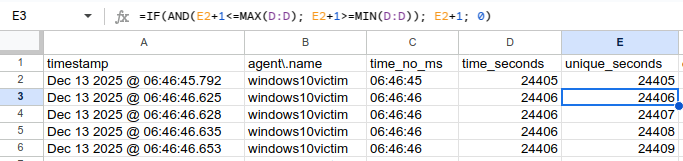 E3 fx =IF(AND(E2+1<=MAX(D:D); E2+1>=MIN(D:D)); E2+1; 0)
A B C D E
1 timestamp agent\.name time_no_ms time_seconds unique_seconds
2 Dec 13 2025 @ 06:46:45.792 windows10victim 06:46:45 24405 24405
3 Dec 13 2025 @ 06:46:46.625 windows10victim 06:46:46 24406 24406
4 Dec 13 2025 @ 06:46:46.628 windows10victim 06:46:46 24406 24407
5 Dec 13 2025 @ 06:46:46.635 windows10victim 06:46:46 24406 24408
6 Dec 13 2025 @ 06:46:46.653 windows10victim 06:46:46 24406 24409